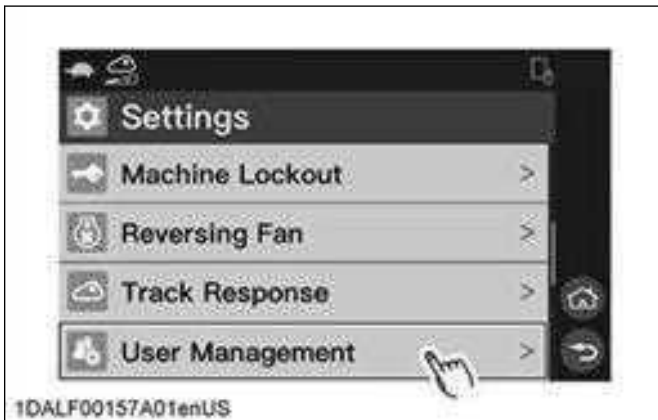 Settings
Machine Lockout >
Reversing Fan >
Track Response >
User Management >
1DALF00157A01enUS